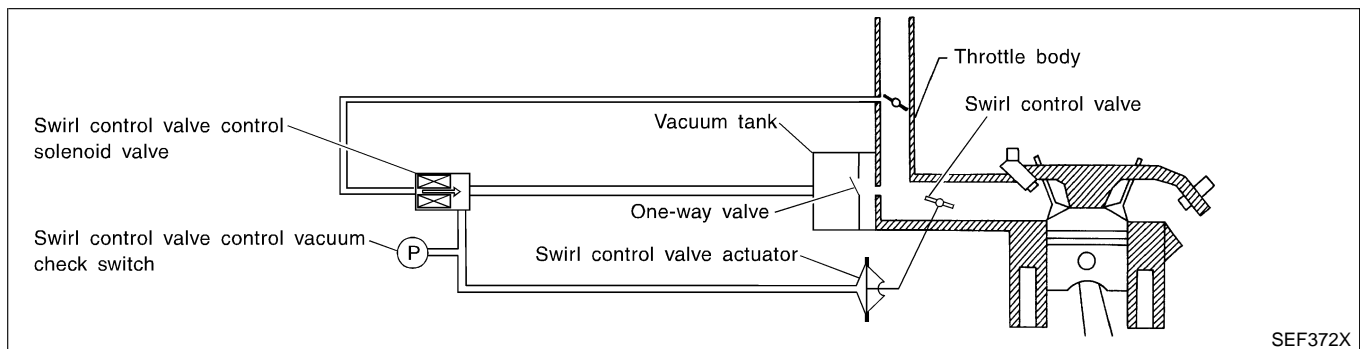 Throttle body
Swirl control valve
Swirl control valve control
solenoid valve
Vacuum tank
One-way valve
Swirl control valve control vacuum
check switch
P
Swirl control valve actuator
SEF372X